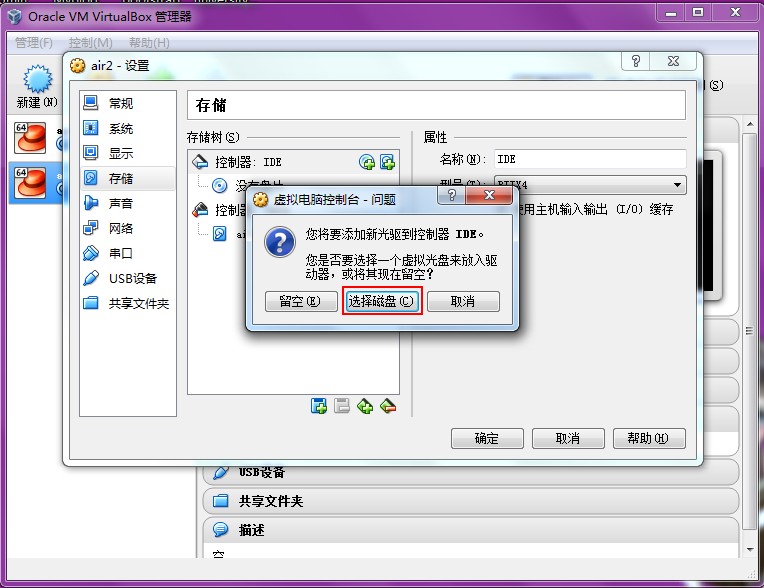 Oracle VM VirtualBox 管理器
管理(F) 控制(M) 帮助(H)
新建(N)
(S)
64
64
air2 - 设置
常规
系统
显示
存储
声音
网络
串口
USB设备
共享文件夹
存储
存储树(S)
控制器: IDE
没有盘片
控制器
属性
名称(N): IDE
型号(T): PIIX4
使用主机输入输出 (I/O) 缓存
虚拟电脑控制台 - 问题
您将要添加新光驱到控制器 IDE。
您是否要选择一个虚拟光盘来放入驱
动器,或将其现在留空?
留空(E) 选择磁盘(C) 取消
确定 取消 帮助(H)
USB设备
共享文件夹
描述
空